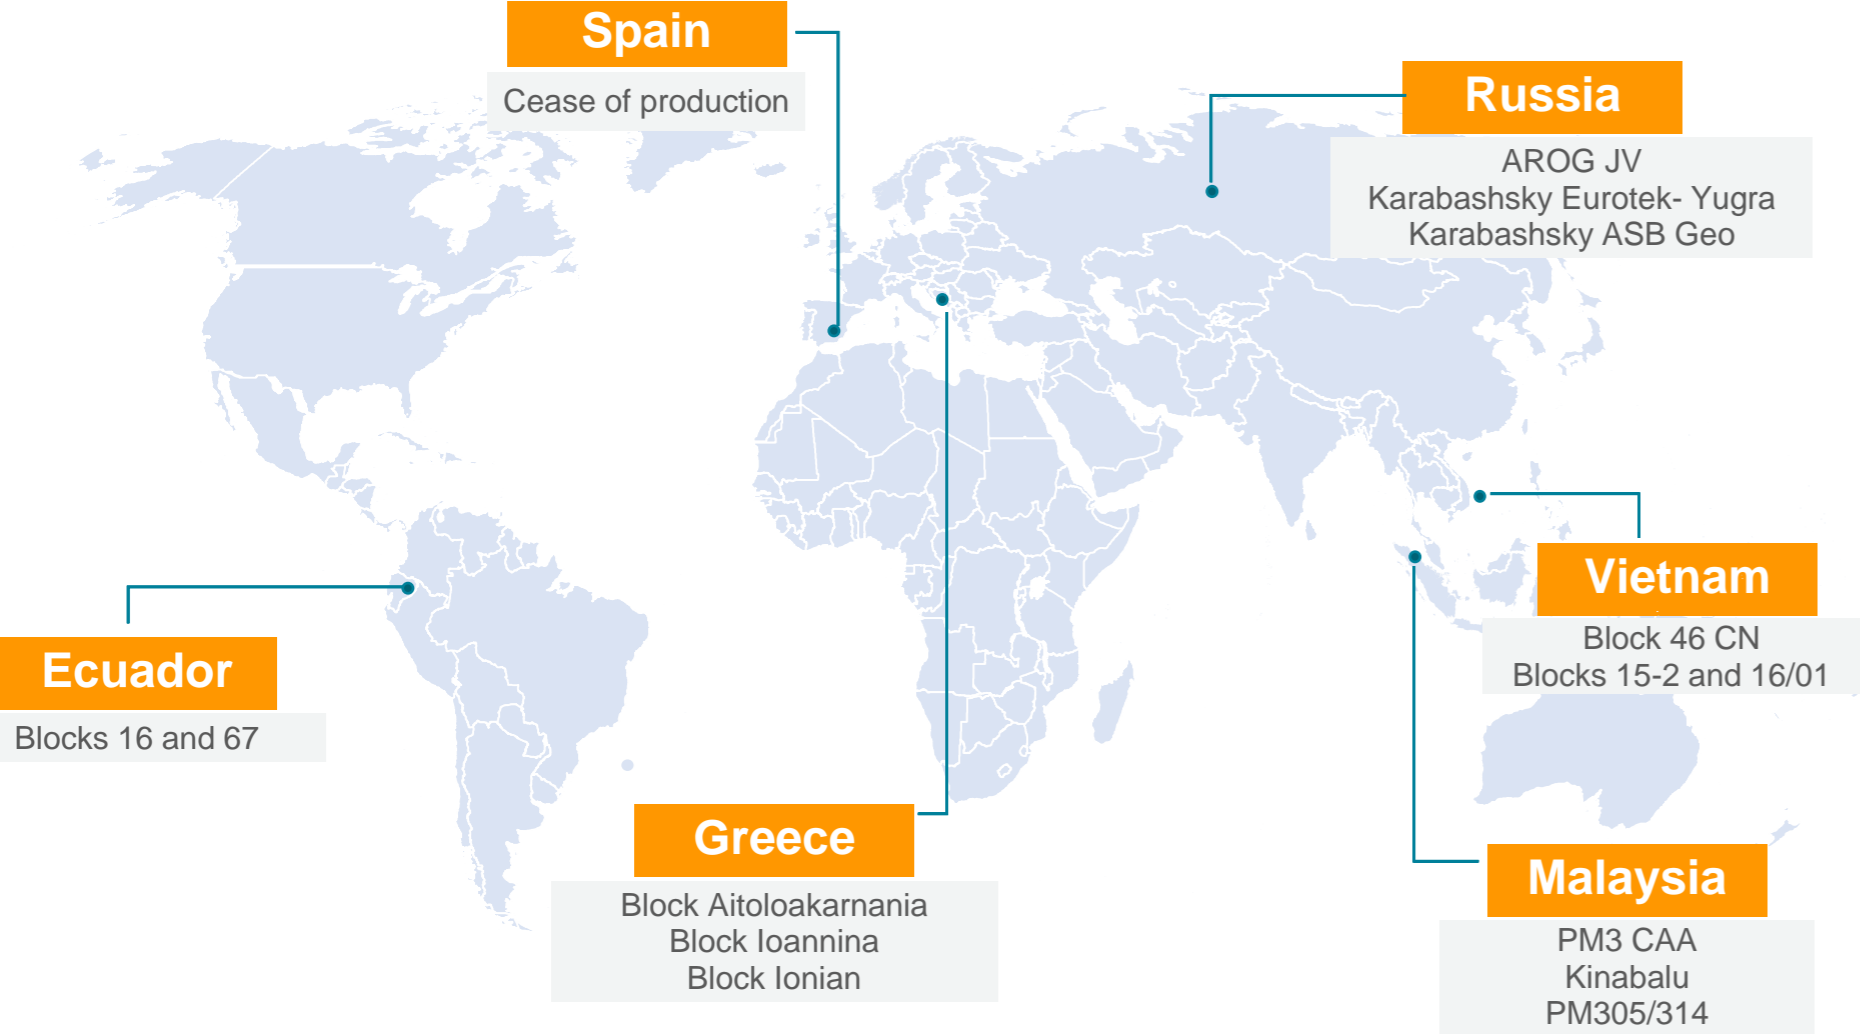 Spain
Cease of production
Russia
AROG JV
Karabashsky Eurotek- Yugra
Karabashsky ASB Geo
Vietnam
Block 46 CN
Blocks 15-2 and 16/01
Ecuador
Blocks 16 and 67
Greece
Block Aitoloakarnania
Block Ioannina
Block Ionian
Malaysia
PM3 CAA
Kinabalu
PM305/314